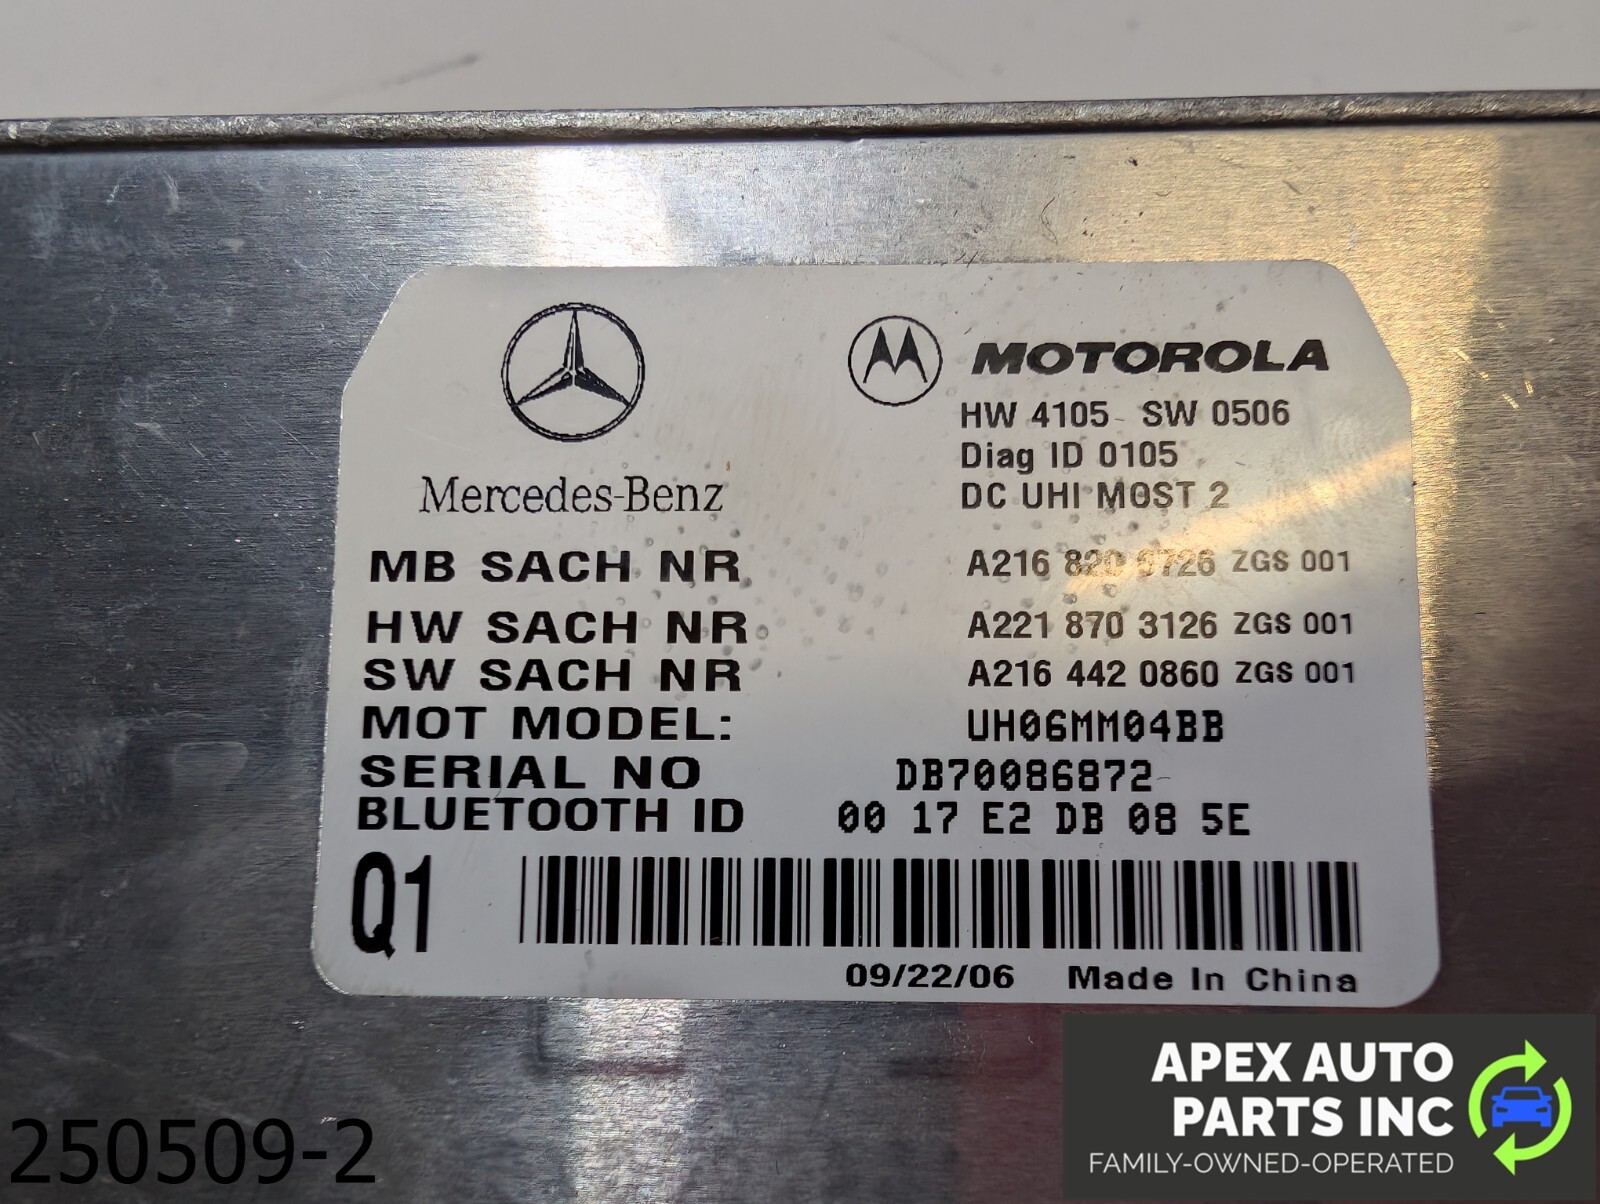 Mercedes-Benz
MOTOROLA
HW 4105 SW 0506
Diag ID 0105
DC UHI MOST 2
MB SACH NR A216 820 ZGS 001
HW SACH NR A221 870 3126 ZGS 001
SW SACH NR A216 442 0860 ZGS 001
MOT MODEL: UH06MM04BB
SERIAL NO DB70086872
BLUETOOTH ID 00 17 E2 DB 08 5E
Q1
09/22/06 Made In China
APEX AUTO
PARTS INC
FAMILY-OWNED-OPERATED
250509-2